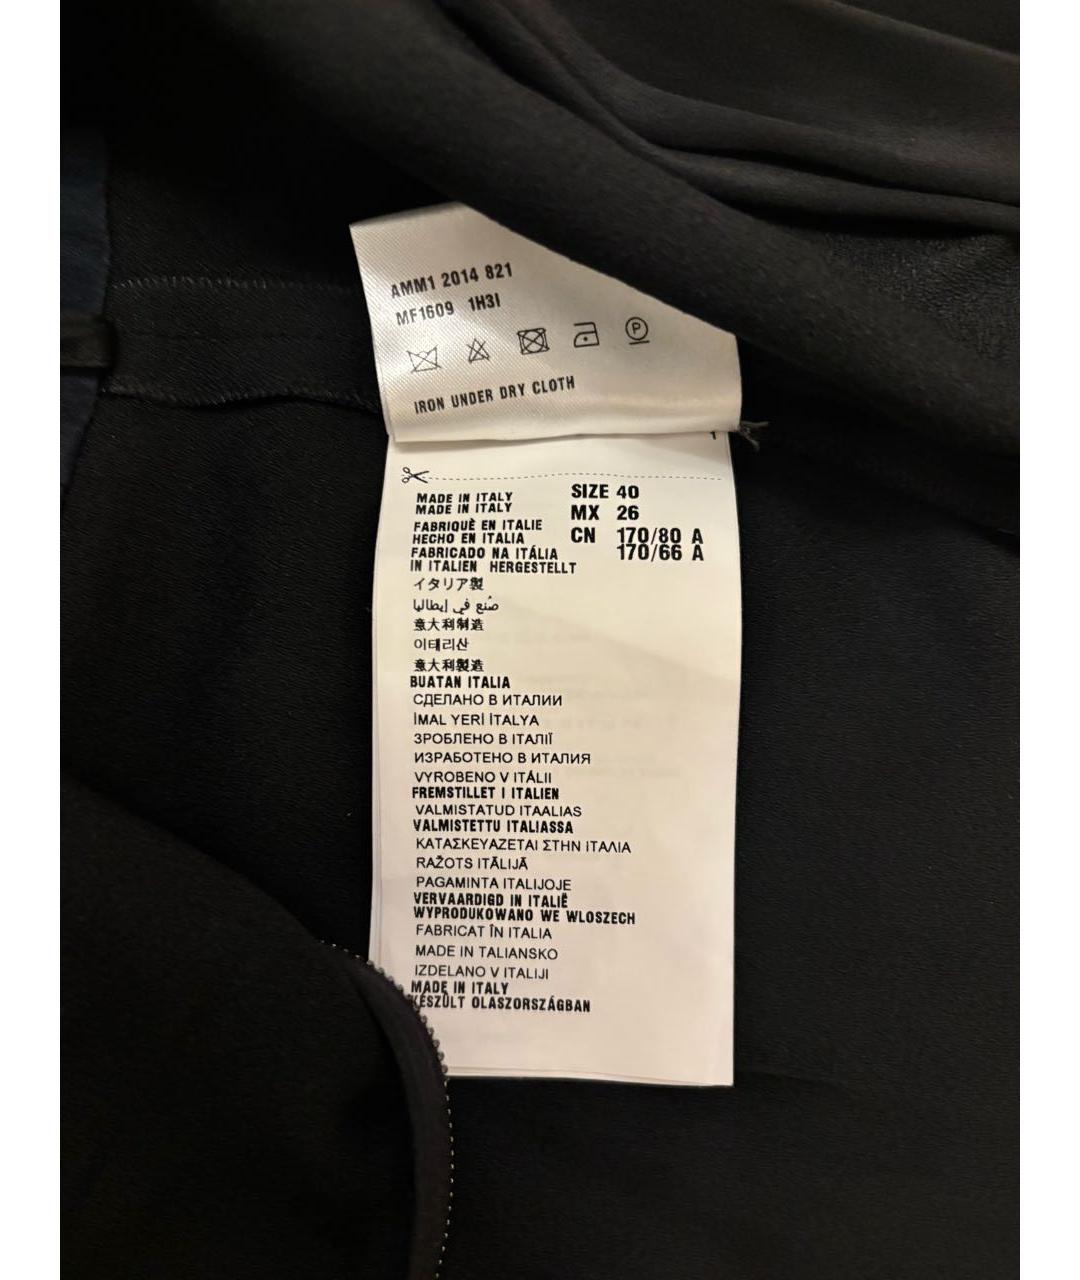 AMM1 2014 821
MF1609 1H3I
P
IRON UNDER DRY CLOTH
1
MADE IN ITALY
MADE IN ITALY
FABRIQUÈ EN ITALIE
HECHO EN ITALIA
FABRICADO NA ITÁLIA
IN ITALIEN HERGESTELLT
SIZE 40
MX 26
CN 170/80 A
170/66 A
イタリア製
صُنع في إيطاليا
意大利制造
이태리산
意大利製造
BUATAN ITALIA
СДЕЛАНО В ИТАЛИИ
İMAL YERİ İTALYA
ЗРОБЛЕНО В ІТАЛІЇ
ИЗРАБОТЕНО В ИТАЛИЯ
VYROBENO V ITÁLII
FREMSTILLET I ITALIEN
VALMISTATUD ITAALIAS
VALMISTETTU ITALIASSA
ΚΑΤΑΣΚΕΥΑΖΕΤΑΙ ΣΤΗΝ ΙΤΑΛΙΑ
RAŽOTS ITĀLIJĀ
PAGAMINTA ITALIJOJE
VERVAARDIGD IN ITALIË
WYPRODUKOWANO WE WLOSZECH
FABRICAT ÎN ITALIA
MADE IN TALIANSKO
IZDELANO V ITALIJI
MADE IN ITALY
KÉSZÜLT OLASZORSZÁGBAN